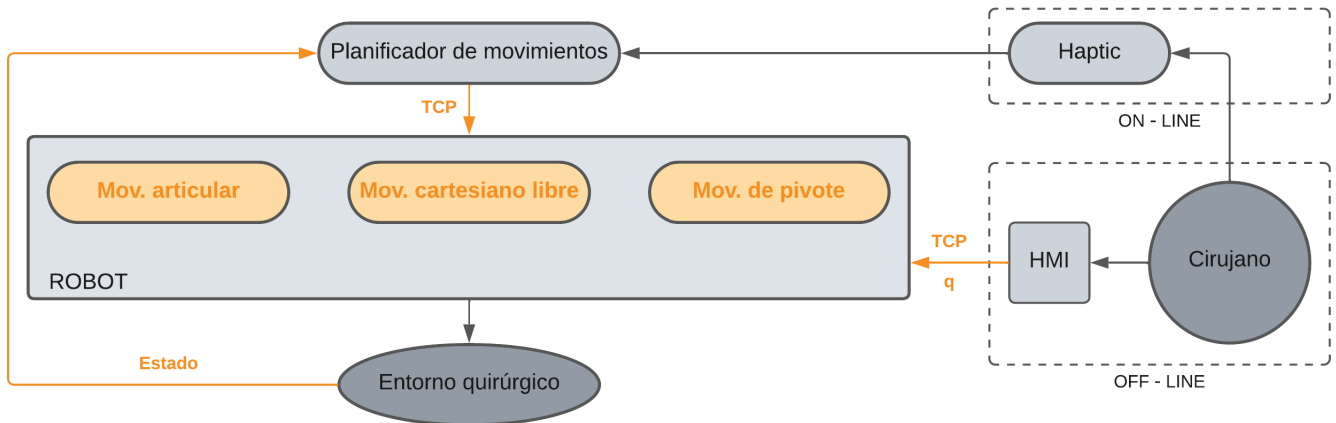 Planificador de movimientos
Haptic
TCP
ON - LINE
Mov. articular
Mov. cartesiano libre
Mov. de pivote
TCP
HMI
Cirujano
q
ROBOT
Estado
Entorno quirúrgico
OFF - LINE